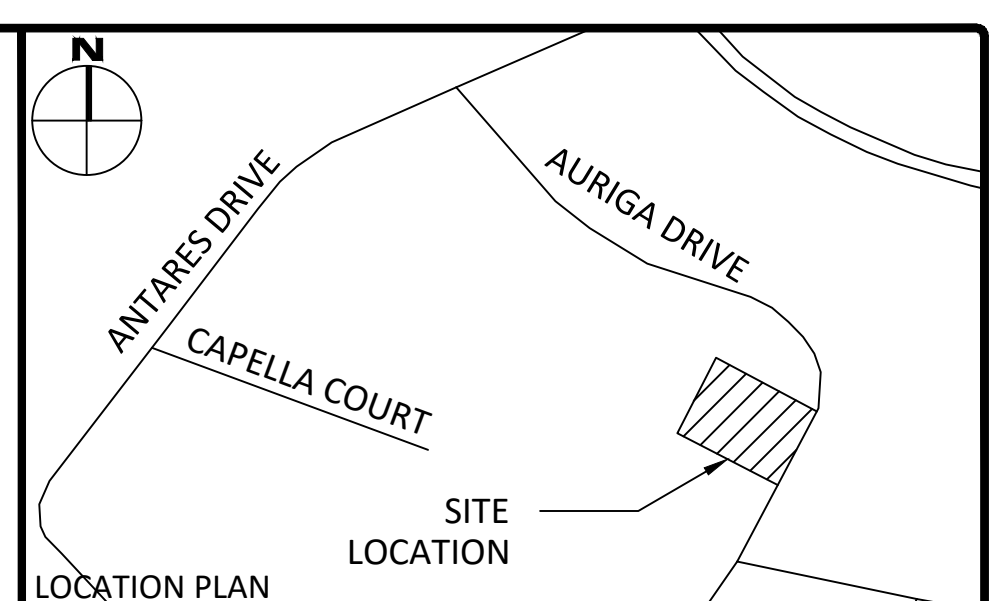 N
AURIGA DRIVE
ANTARES DRIVE
CAPELLA COURT
SITE
LOCATION
LOCATION PLAN